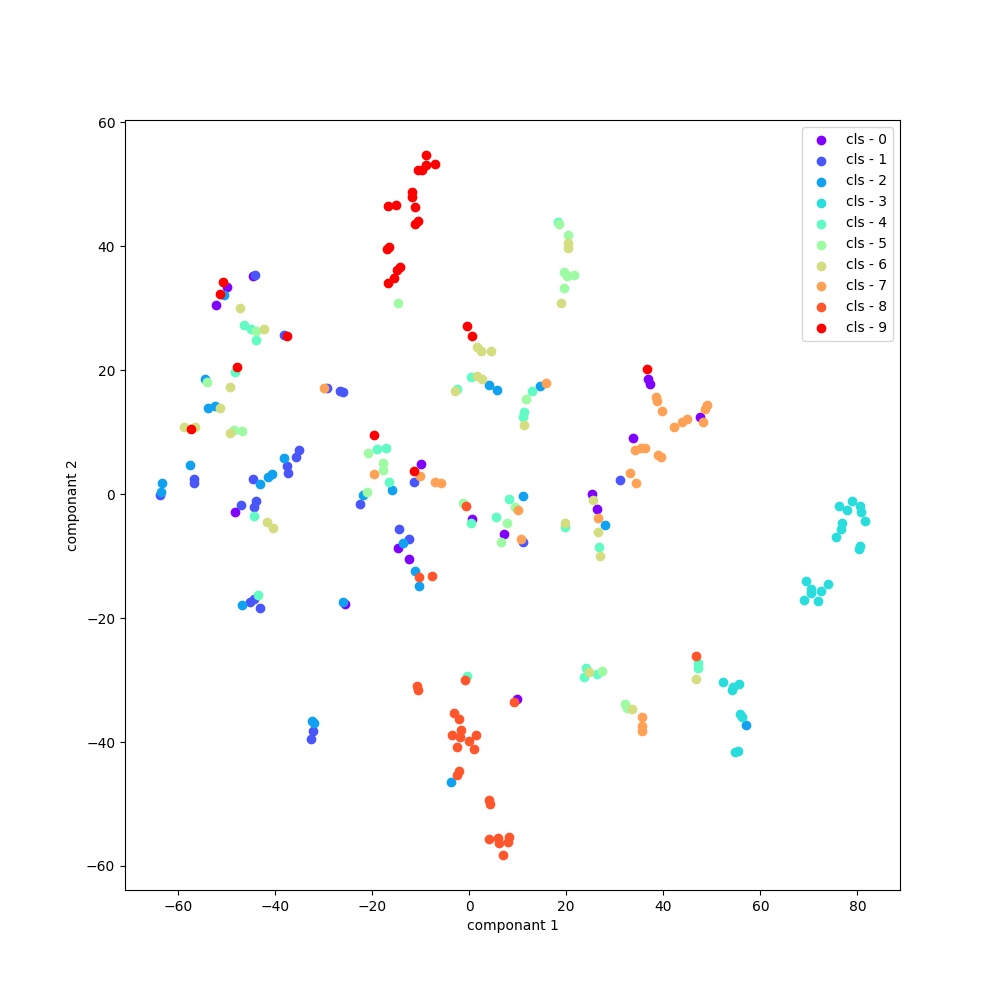 60
40
20
0
−20
−40
−60
componant 2
−60
−40
−20
0
20
40
60
80
componant 1
cls - 0
cls - 1
cls - 2
cls - 3
cls - 4
cls - 5
cls - 6
cls - 7
cls - 8
cls - 9